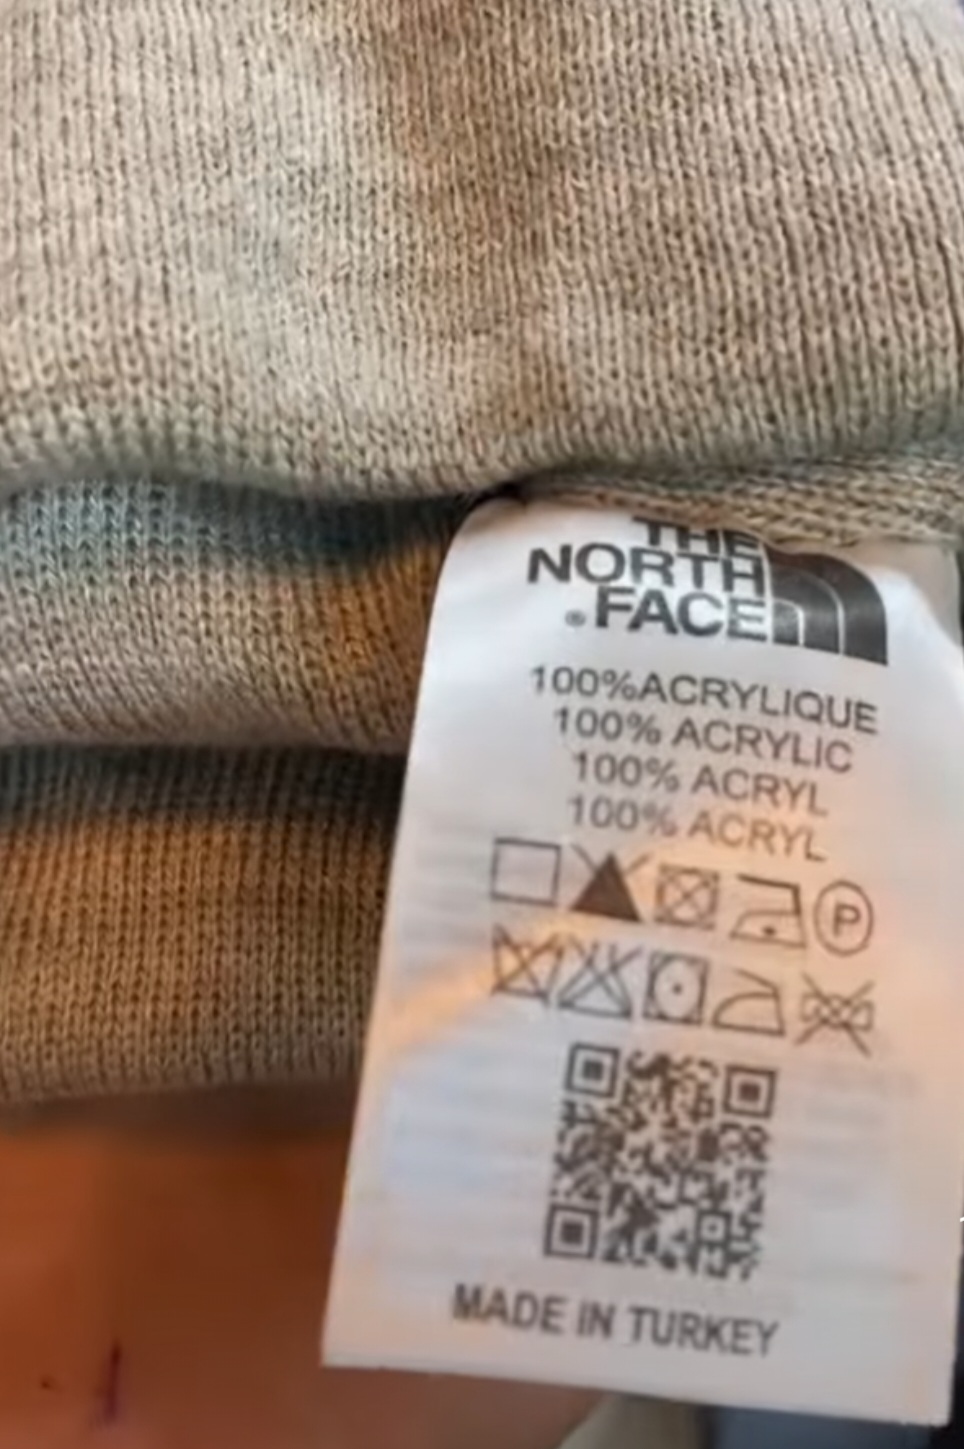 THE
NORTH
® FACE
100%ACRYLIQUE
100% ACRYLIC
100% ACRYL
100% ACRYL
P
MADE IN TURKEY